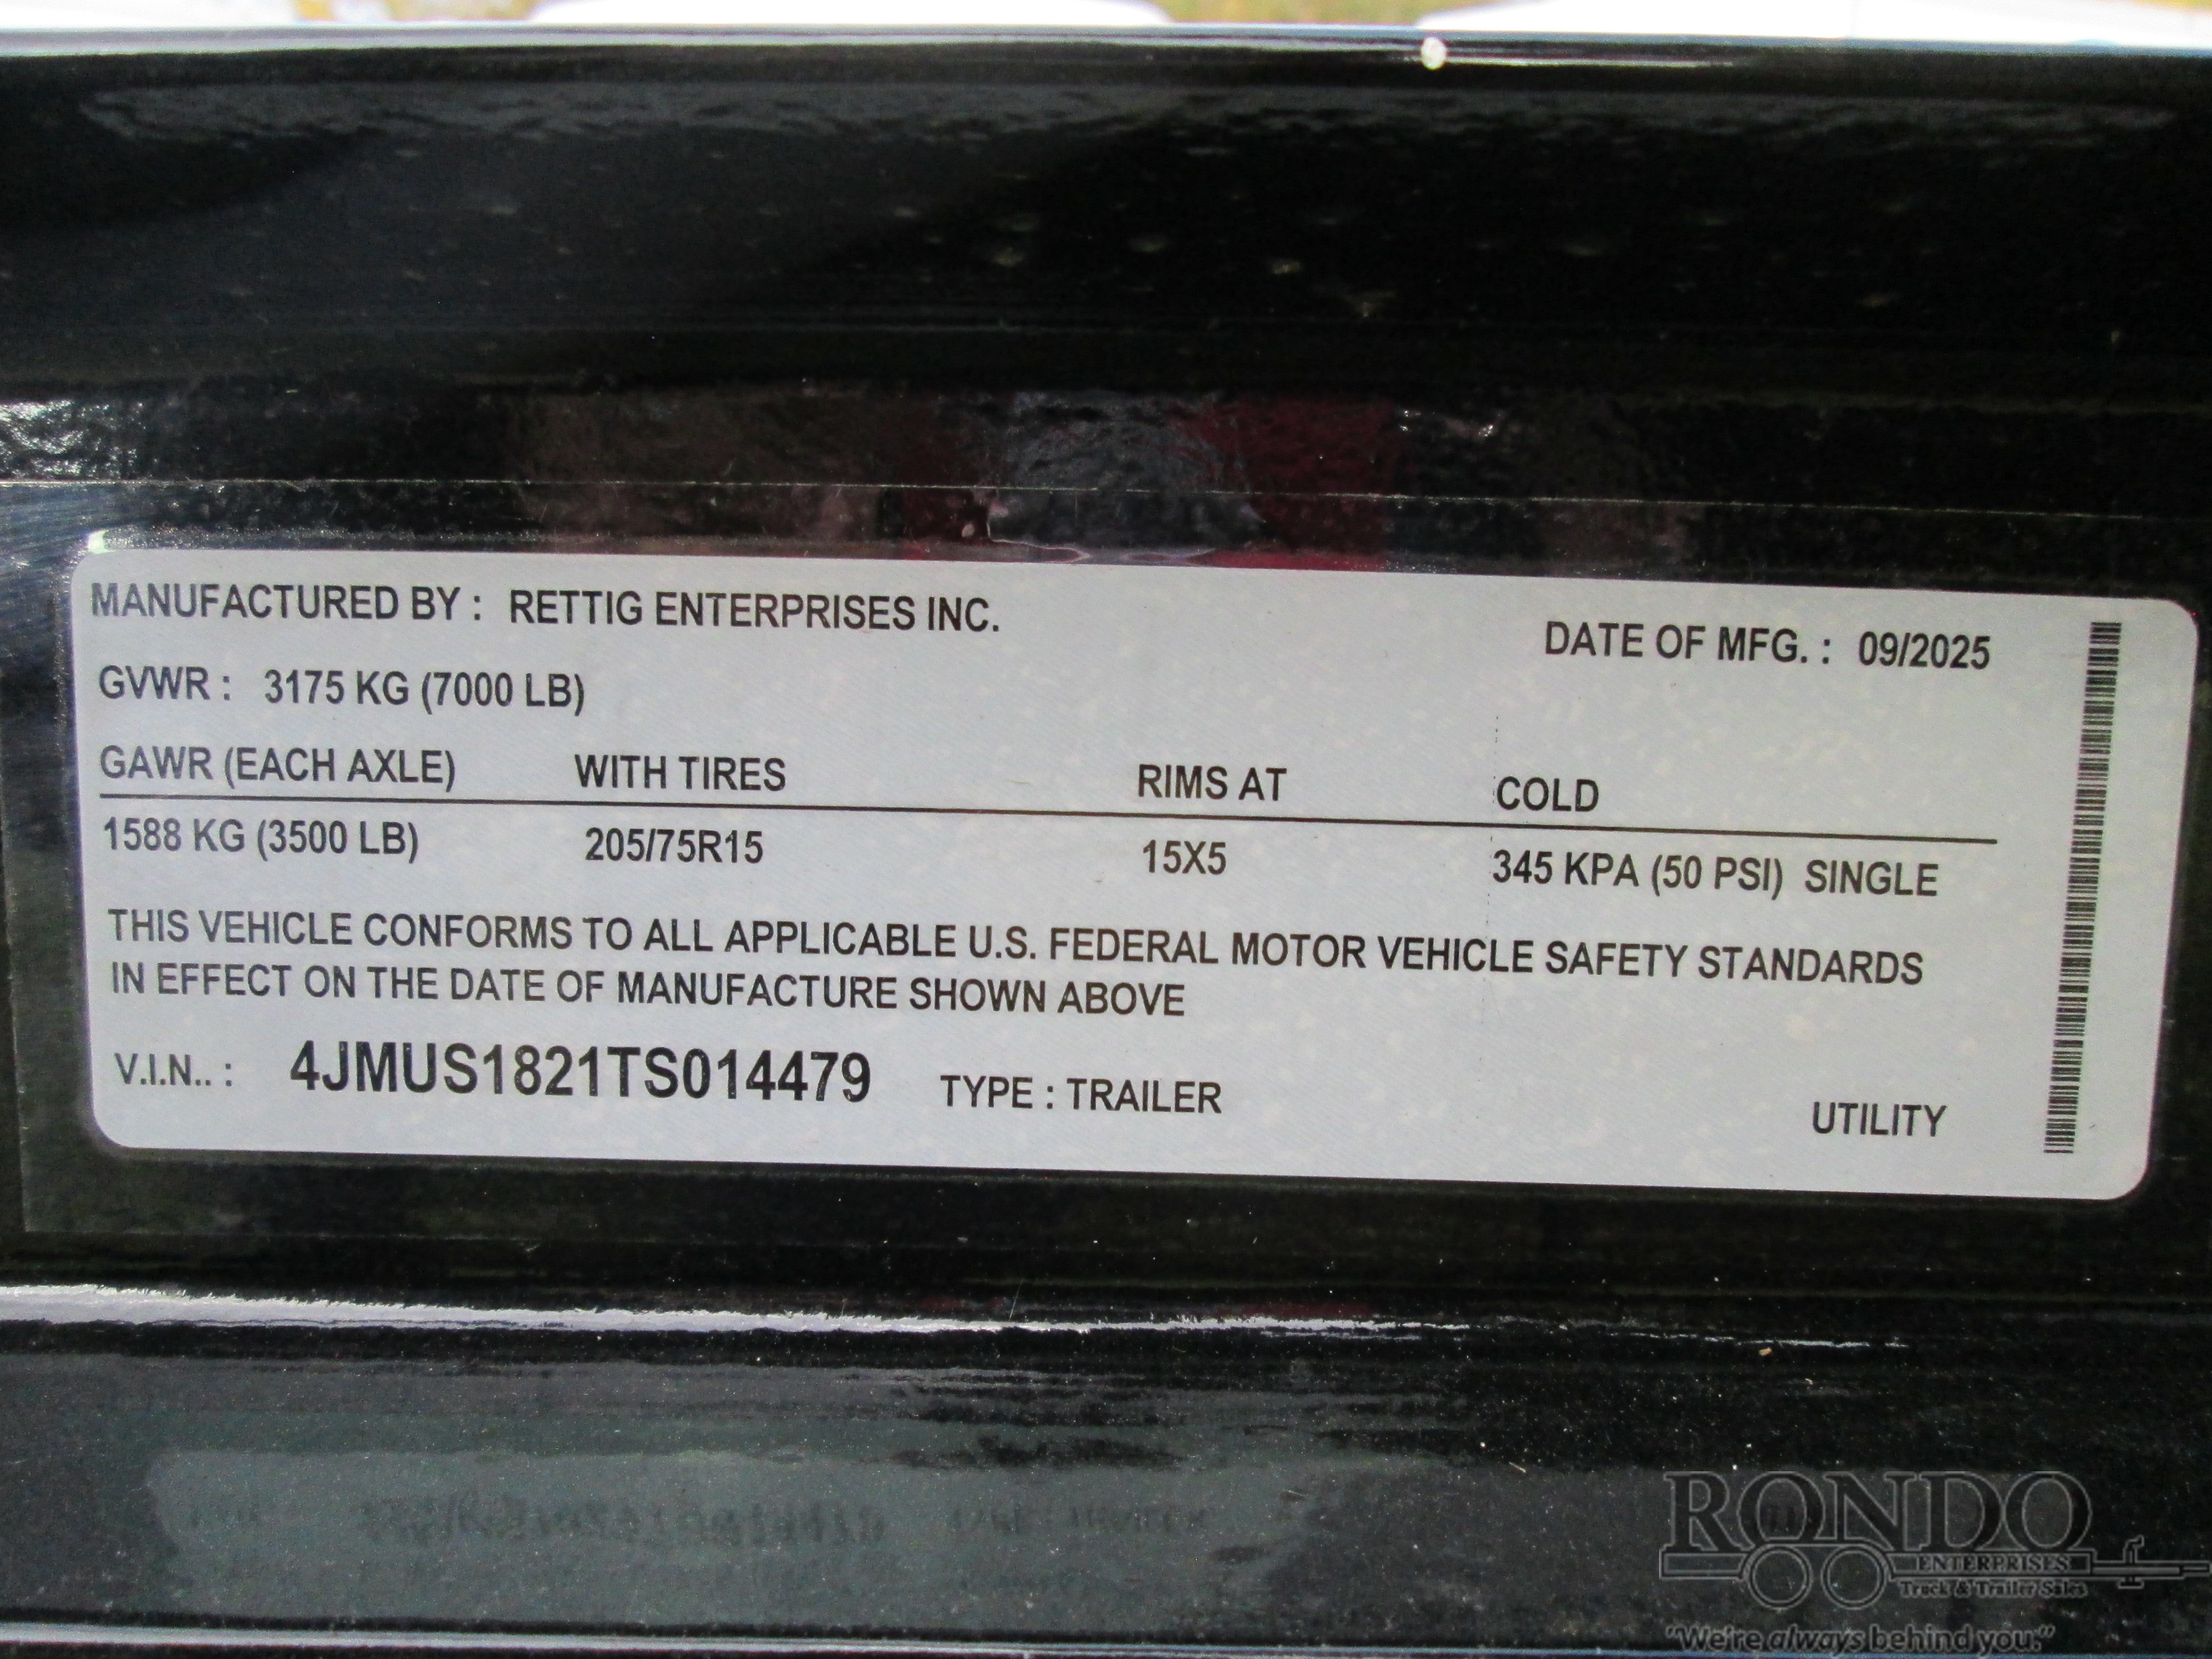 MANUFACTURED BY : RETTIG ENTERPRISES INC.
DATE OF MFG. : 09/2025
GVWR : 3175 KG (7000 LB)
GAWR (EACH AXLE) WITH TIRES RIMS AT COLD
1588 KG (3500 LB) 205/75R15 15X5 345 KPA (50 PSI) SINGLE
THIS VEHICLE CONFORMS TO ALL APPLICABLE U.S. FEDERAL MOTOR VEHICLE SAFETY STANDARDS
IN EFFECT ON THE DATE OF MANUFACTURE SHOWN ABOVE
V.I.N.. : 4JMUS1821TS014479 TYPE : TRAILER UTILITY
RONDO
ENTERPRISES
Truck & Trailer Sales
"We're always behind you."